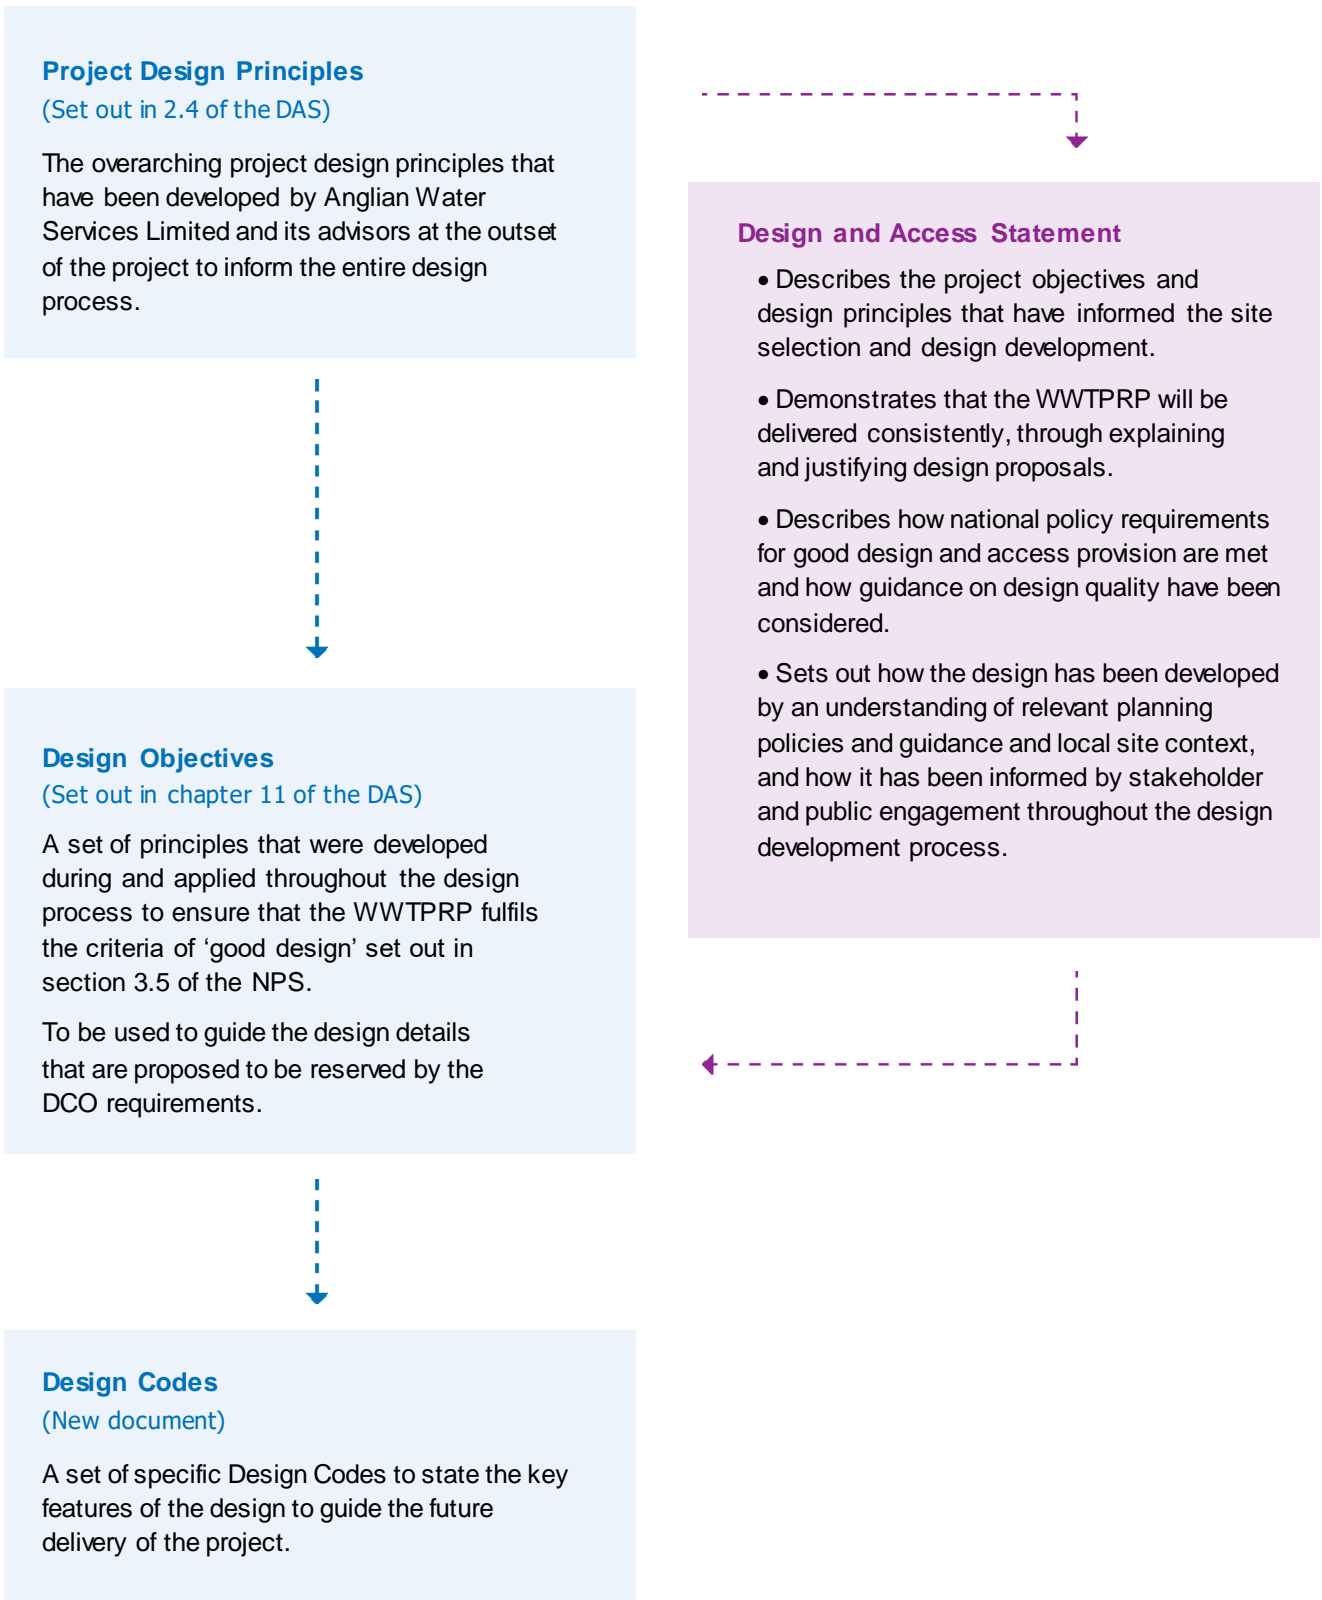 Project Design Principles
(Set out in 2.4 of the DAS)
The overarching project design principles that
have been developed by Anglian Water
Services Limited and its advisors at the outset
of the project to inform the entire design
process.
Design and Access Statement
• Describes the project objectives and
design principles that have informed the site
selection and design development.
• Demonstrates that the WWTPRP will be
delivered consistently, through explaining
and justifying design proposals.
• Describes how national policy requirements
for good design and access provision are met
and how guidance on design quality have been
considered.
• Sets out how the design has been developed
by an understanding of relevant planning
policies and guidance and local site context,
and how it has been informed by stakeholder
and public engagement throughout the design
development process.
Design Objectives
(Set out in chapter 11 of the DAS)
A set of principles that were developed
during and applied throughout the design
process to ensure that the WWTPRP fulfils
the criteria of ‘good design’ set out in
section 3.5 of the NPS.
To be used to guide the design details
that are proposed to be reserved by the
DCO requirements.
Design Codes
(New document)
A set of specific Design Codes to state the key
features of the design to guide the future
delivery of the project.